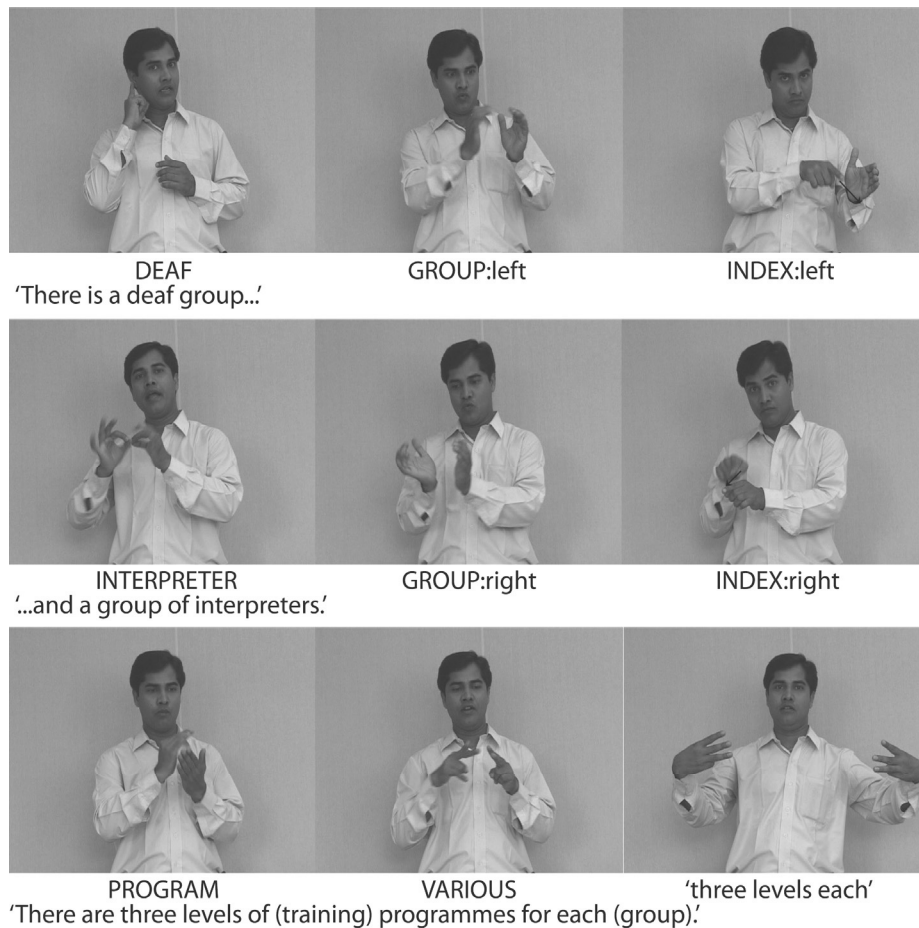 DEAF GROUP:left INDEX:left
'There is a deaf group...'
INTERPRETER GROUP:right INDEX:right
'...and a group of interpreters.'
PROGRAM VARIOUS 'three levels each'
'There are three levels of (training) programmes for each (group).'